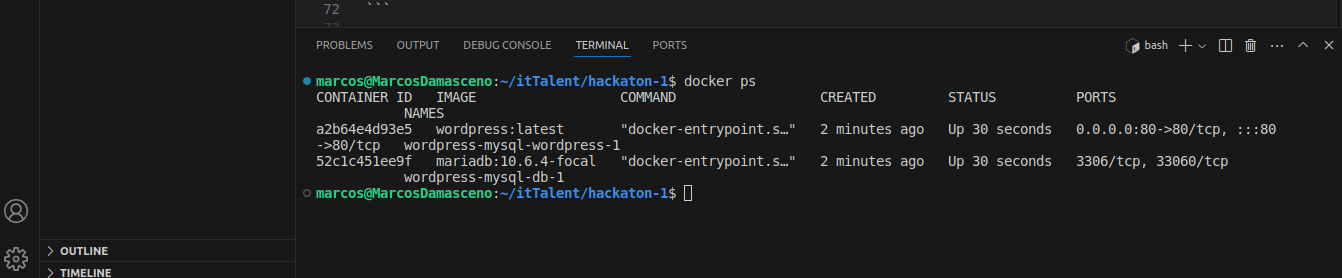 72 ```
73
PROBLEMS OUTPUT DEBUG CONSOLE TERMINAL PORTS bash
marcos@MarcosDamasceno:~/itTalent/hackaton-1$ docker ps
CONTAINER ID IMAGE COMMAND CREATED STATUS PORTS
NAMES
a2b64e4d93e5 wordpress:latest "docker-entrypoint.s…" 2 minutes ago Up 30 seconds 0.0.0.0:80->80/tcp, :::80
->80/tcp wordpress-mysql-wordpress-1
52c1c451ee9f mariadb:10.6.4-focal "docker-entrypoint.s…" 2 minutes ago Up 30 seconds 3306/tcp, 33060/tcp
wordpress-mysql-db-1
marcos@MarcosDamasceno:~/itTalent/hackaton-1$
OUTLINE
TIMELINE